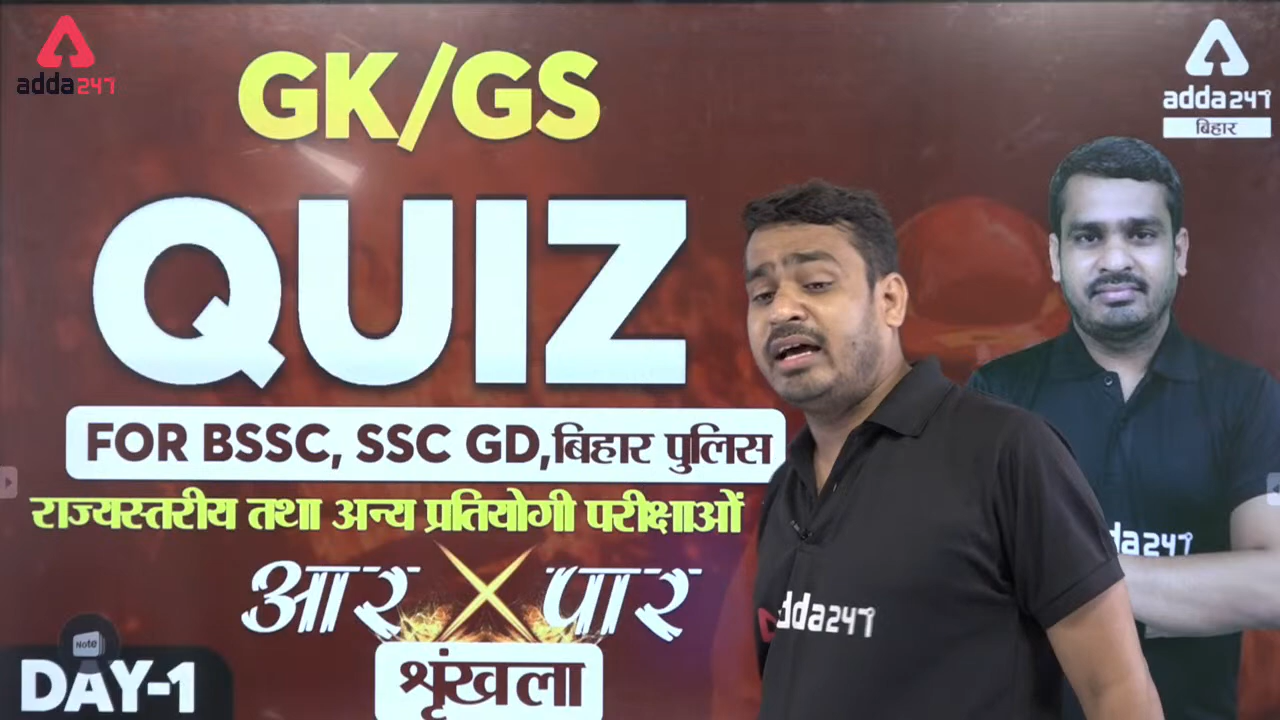 adda247
GK/GS
adda247
बिहार
QUIZ
FOR BSSC, SSC GD,बिहार पुलिस
राज्यस्तरीय तथा अन्य प्रतियोगी परीक्षाओं
आर पार
श्रृंखला
Note
DAY-1
adda247
da247